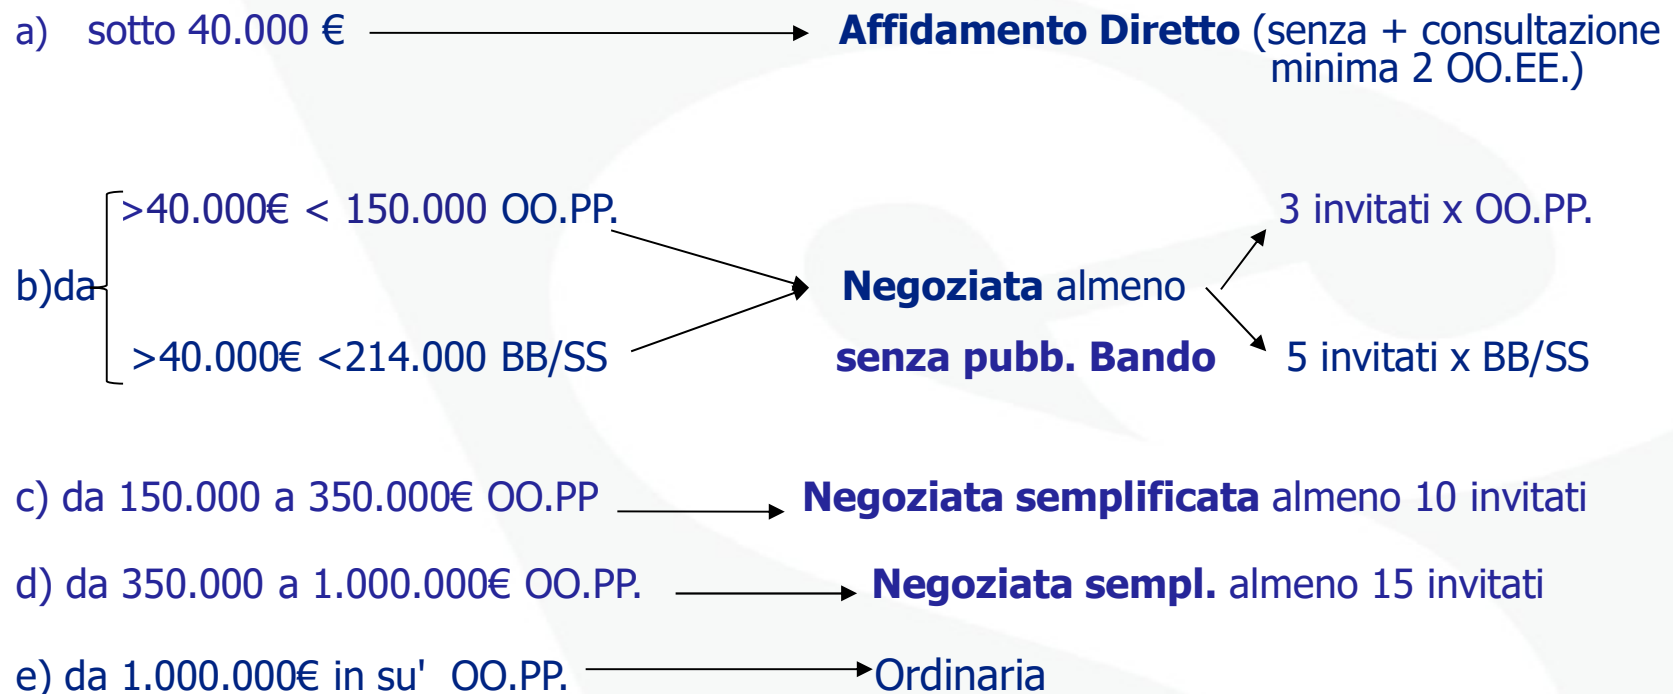 a) sotto 40.000 € Affidamento Diretto (senza + consultazione
minima 2 OO.EE.)
>40.000€ < 150.000 OO.PP. 3 invitati x OO.PP.
b)da Negoziata almeno
>40.000€ <214.000 BB/SS senza pubb. Bando 5 invitati x BB/SS
c) da 150.000 a 350.000€ OO.PP Negoziata semplificata almeno 10 invitati
d) da 350.000 a 1.000.000€ OO.PP. Negoziata sempl. almeno 15 invitati
e) da 1.000.000€ in su' OO.PP. Ordinaria